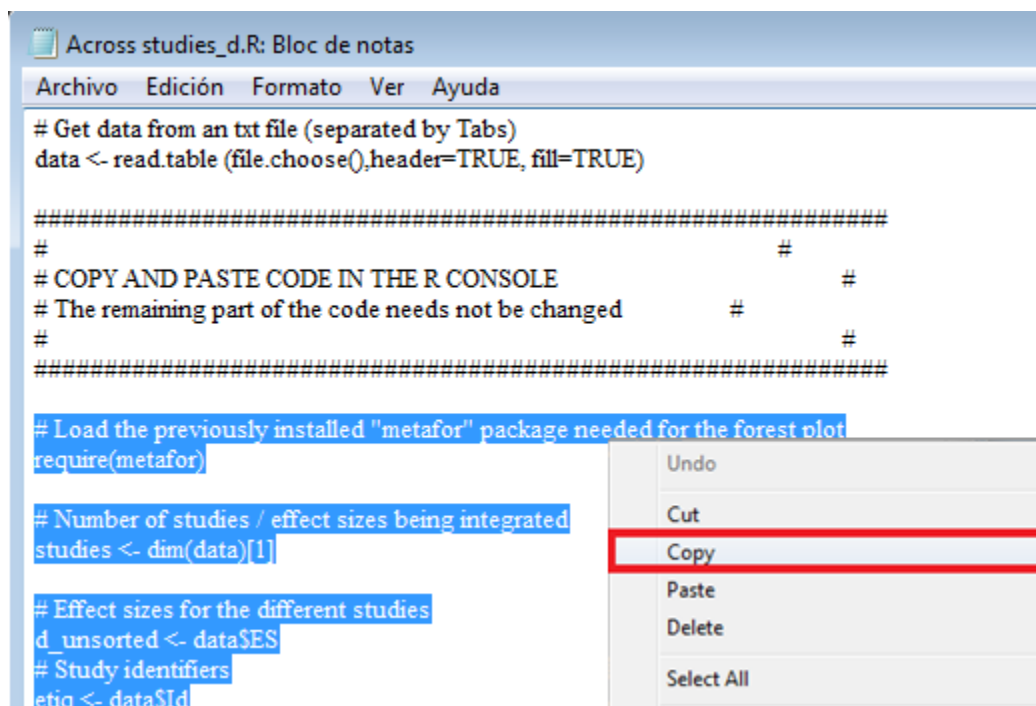 Across studies_d.R: Bloc de notas
Archivo Edición Formato Ver Ayuda
# Get data from an txt file (separated by Tabs)
data <- read.table (file.choose(),header=TRUE, fill=TRUE)
############################################################
# #
# COPY AND PASTE CODE IN THE R CONSOLE #
# The remaining part of the code needs not be changed #
# #
############################################################
# Load the previously installed "metafor" package needed for the forest plot
require(metafor)
# Number of studies / effect sizes being integrated
studies <- dim(data)[1]
# Effect sizes for the different studies
d_unsorted <- data$ES
# Study identifiers
etiq <- data$Id
Undo
Cut
Copy
Paste
Delete
Select All